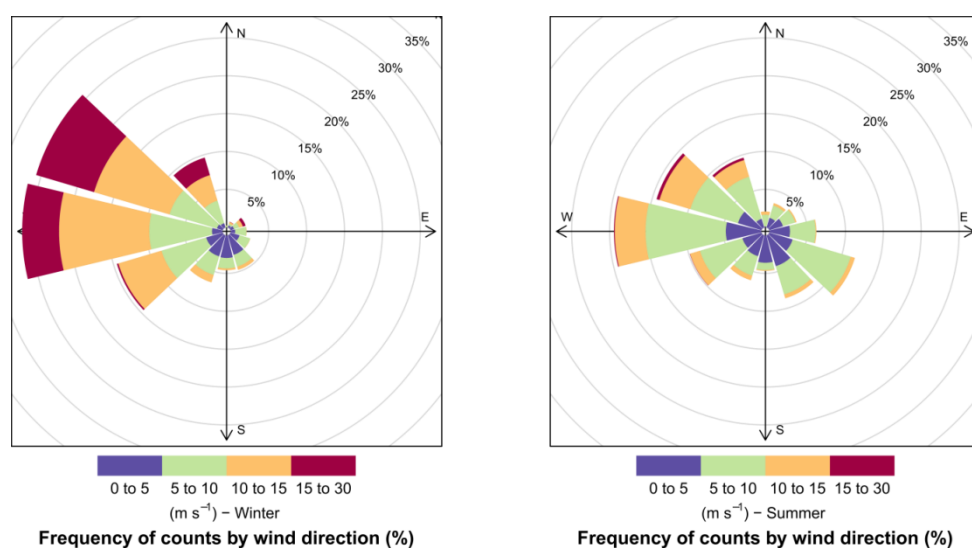 N
35%
30%
25%
20%
15%
10%
5%
E
S
0 to 5 5 to 10 10 to 15 15 to 30
(m s⁻¹) − Winter
Frequency of counts by wind direction (%)
N
35%
30%
25%
20%
15%
10%
5%
W
E
S
0 to 5 5 to 10 10 to 15 15 to 30
(m s⁻¹) − Summer
Frequency of counts by wind direction (%)